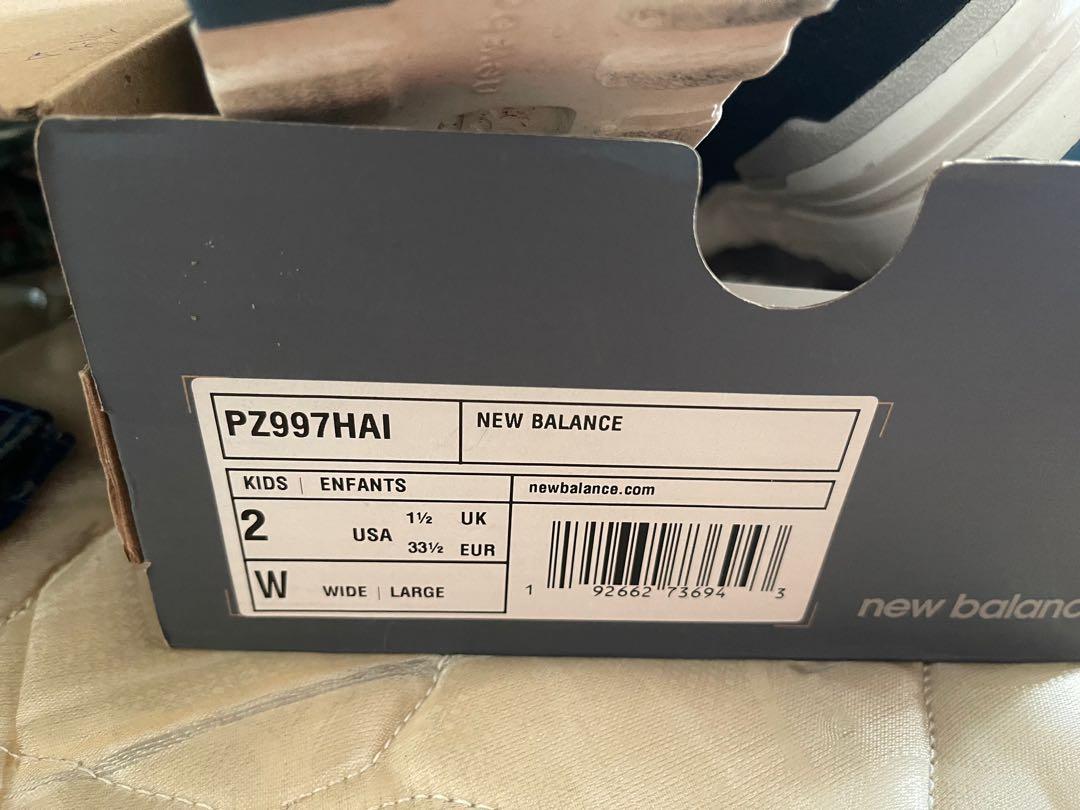 PZ997HAI
NEW BALANCE
KIDS | ENFANTS
newbalance.com
2 USA 1½ UK
33½ EUR
W WIDE | LARGE
1 92662 73694 3
new balanc